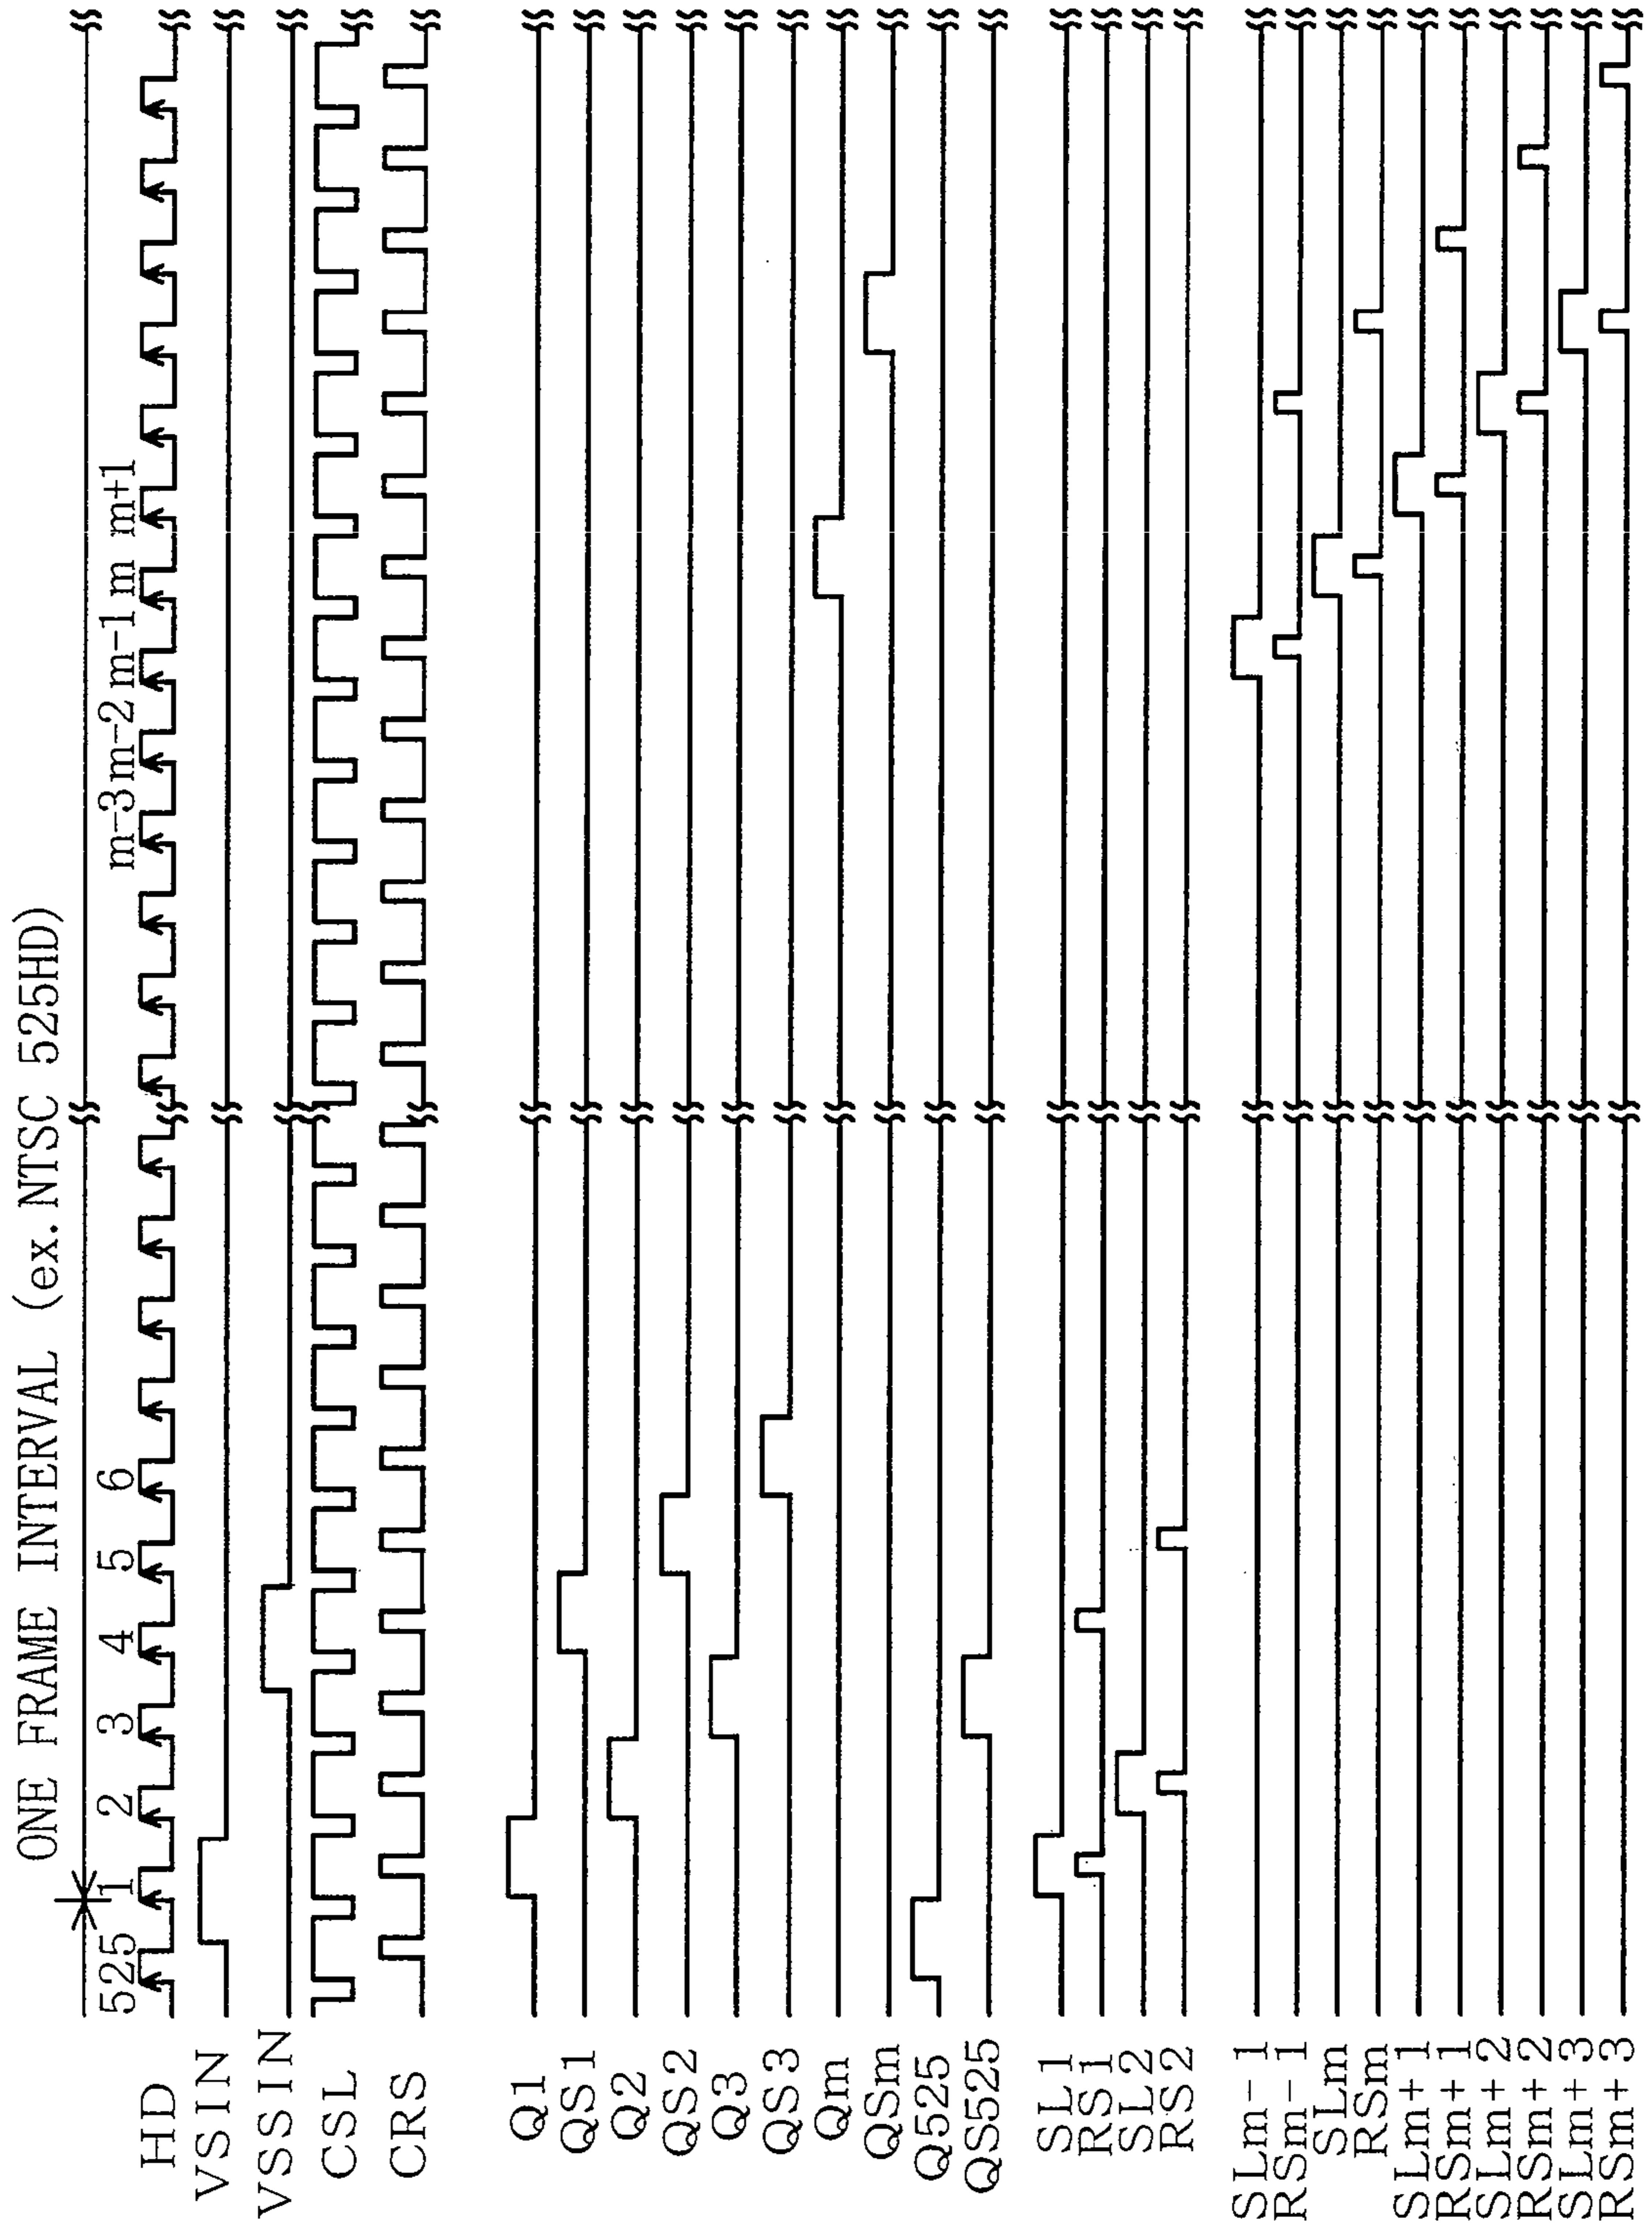 ONE FRAME INTERVAL (ex.NTSC 525HD)
525 1 2 3 4 5 6 m-3 m-2 m-1 m m+1
HD
VSIN
VSSIN
CSL
CRS
Q1
QS1
Q2
QS2
Q3
QS3
Qm
QSm
Q525
QS525
SL1
RS1
SL2
RS2
SLm-1
RSm-1
SLm
RSm
SLm+1
RSm+1
SLm+2
RSm+2
SLm+3
RSm+3